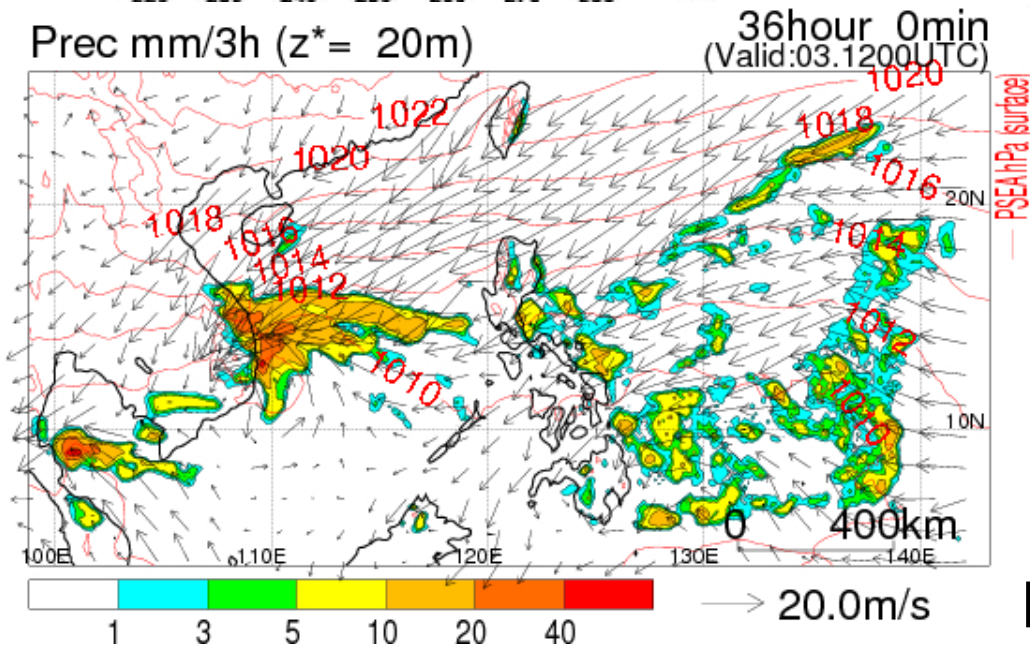 Prec mm/3h (z*= 20m)
36hour 0min
(Valid:03.1200UTC)
1020
1022
1018
1020
1016
1018
1016
1014
1014
1012
1012
1010
1010
20N
10N
PSEA hPa (surface)
0 400km
100E 110E 120E 130E 140E
1 3 5 10 20 40
20.0m/s